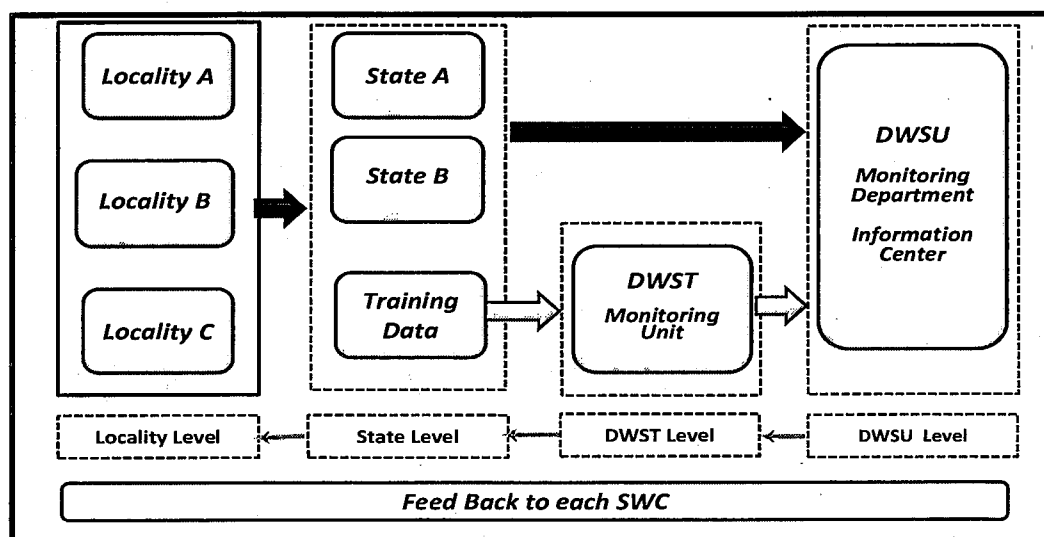 Locality A
Locality B
Locality C
State A
State B
Training
Data
DWST
Monitoring
Unit
DWSU
Monitoring
Department
Information
Center
Locality Level
State Level
DWST Level
DWSU Level
Feed Back to each SWC